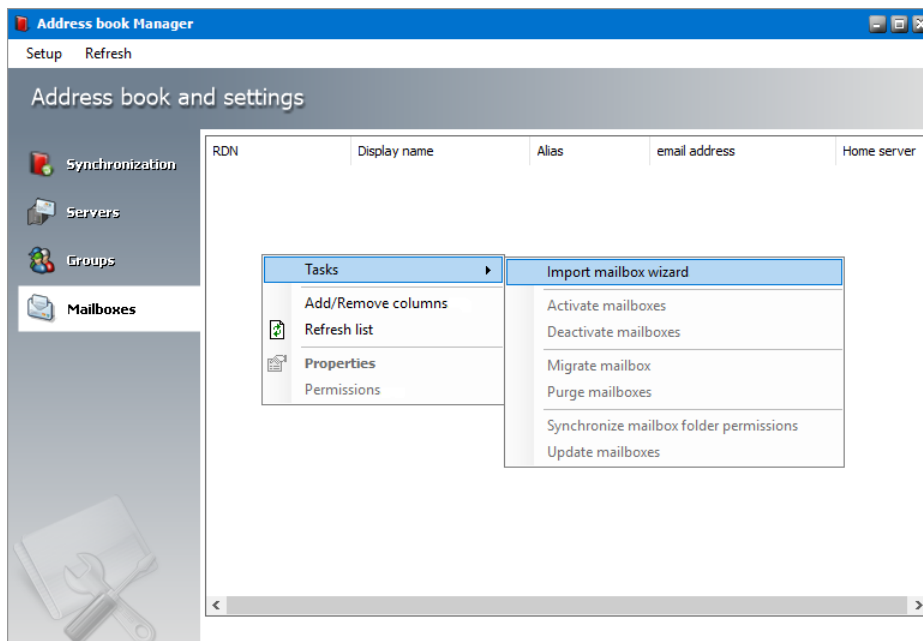 Address book Manager
Setup Refresh
Address book and settings
Synchronization
Servers
Groups
Mailboxes
RDN Display name Alias email address Home server
Tasks
Add/Remove columns
Refresh list
Properties
Permissions
Import mailbox wizard
Activate mailboxes
Deactivate mailboxes
Migrate mailbox
Purge mailboxes
Synchronize mailbox folder permissions
Update mailboxes